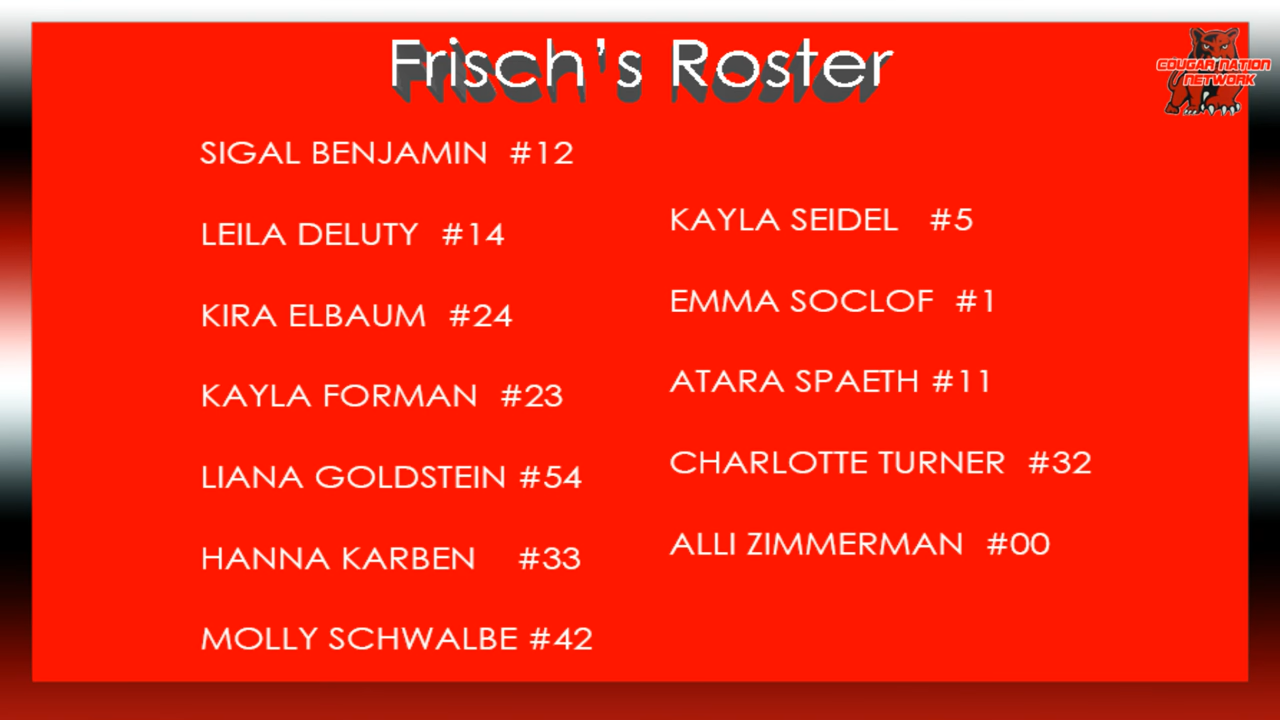 Frisch's Roster
COUGAR NATION
NETWORK
SIGAL BENJAMIN #12
LEILA DELUTY #14
KIRA ELBAUM #24
KAYLA FORMAN #23
LIANA GOLDSTEIN #54
HANNA KARBEN #33
MOLLY SCHWALBE #42
KAYLA SEIDEL #5
EMMA SOCLOF #1
ATARA SPAETH #11
CHARLOTTE TURNER #32
ALLI ZIMMERMAN #00